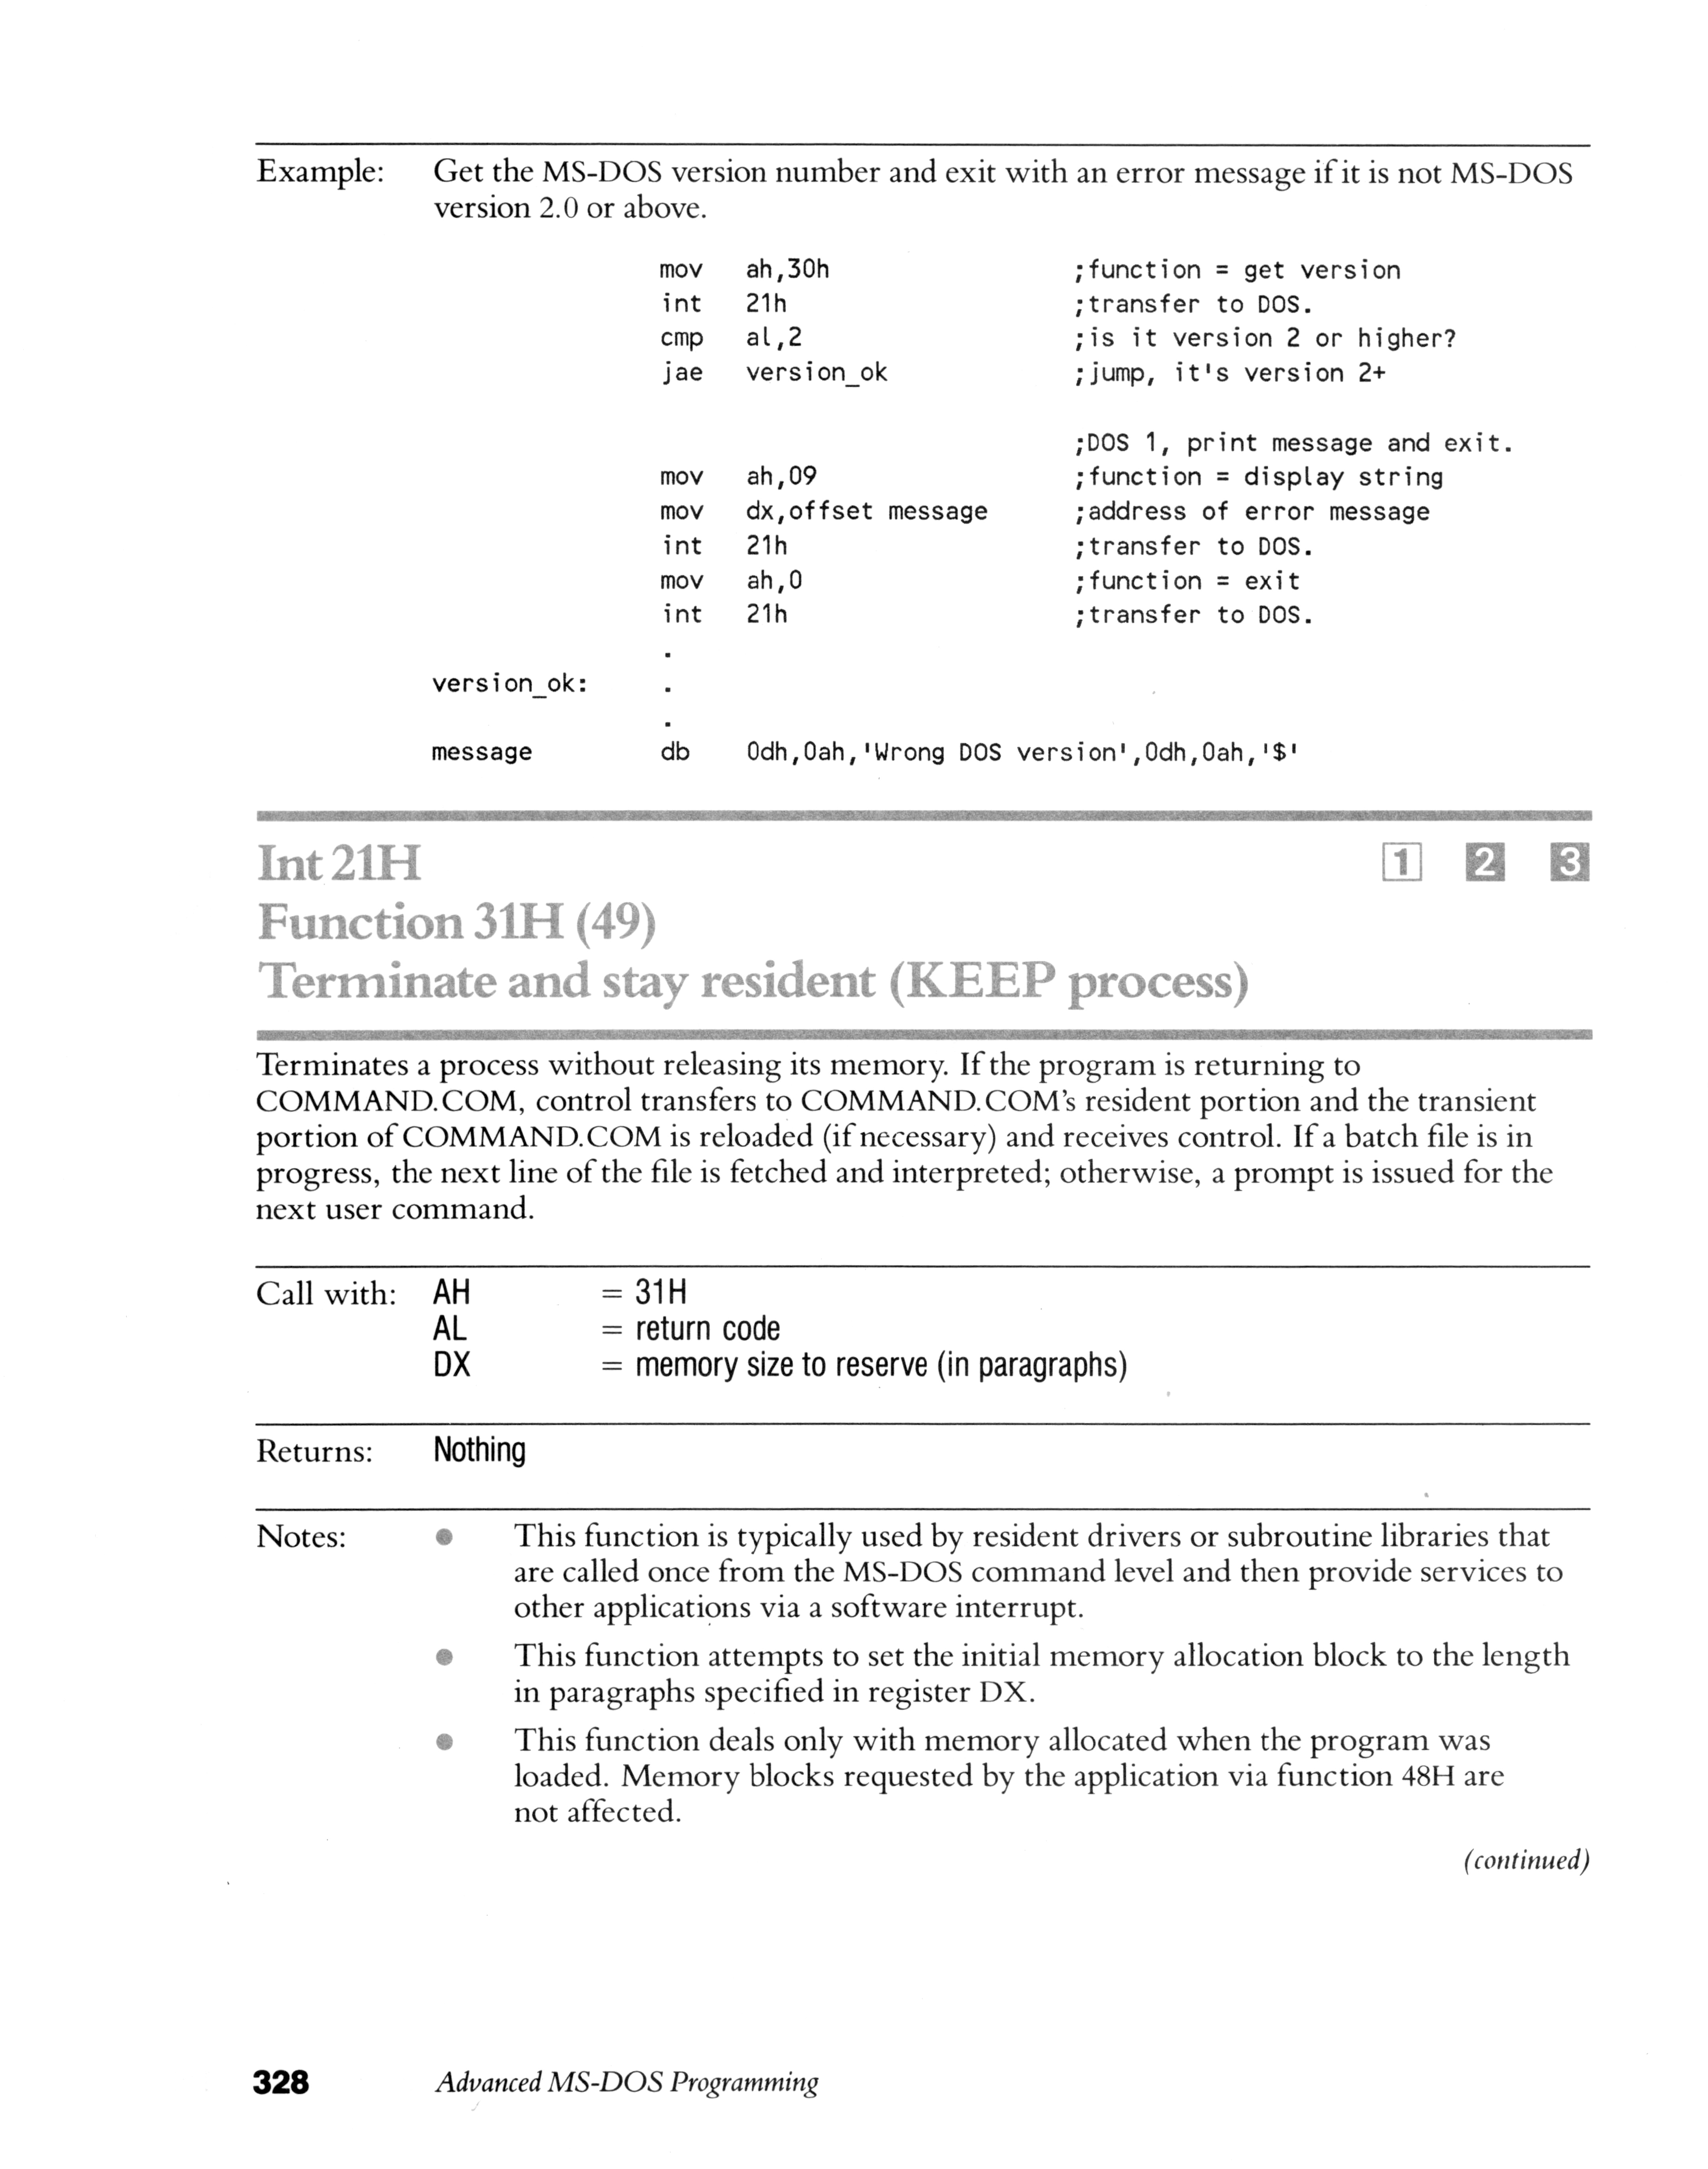 Example: Get the MS-DOS version number and exit with an error message if it is not MS-DOS
version 2.0 or above.
mov ah,30h ;function = get version
int 21h ;transfer to DOS.
cmp al,2 ;is it version 2 or higher?
jae version_ok ;jump, it's version 2+
;DOS 1, print message and exit.
mov ah,09 ;function = display string
mov dx,offset message ;address of error message
int 21h ;transfer to DOS.
mov ah,0 ;function = exit
int 21h ;transfer to DOS.
.
version_ok: .
.
message db 0dh,0ah,'Wrong DOS version',0dh,0ah,'$'
Int 21H 1 2 3
Function 31H (49)
Terminate and stay resident (KEEP process)
Terminates a process without releasing its memory. If the program is returning to
COMMAND.COM, control transfers to COMMAND.COM's resident portion and the transient
portion of COMMAND.COM is reloaded (if necessary) and receives control. If a batch file is in
progress, the next line of the file is fetched and interpreted; otherwise, a prompt is issued for the
next user command.
Call with: AH = 31H
AL = return code
DX = memory size to reserve (in paragraphs)
Returns: Nothing
Notes: ● This function is typically used by resident drivers or subroutine libraries that
are called once from the MS-DOS command level and then provide services to
other applications via a software interrupt.
● This function attempts to set the initial memory allocation block to the length
in paragraphs specified in register DX.
● This function deals only with memory allocated when the program was
loaded. Memory blocks requested by the application via function 48H are
not affected.
(continued)
328 Advanced MS-DOS Programming